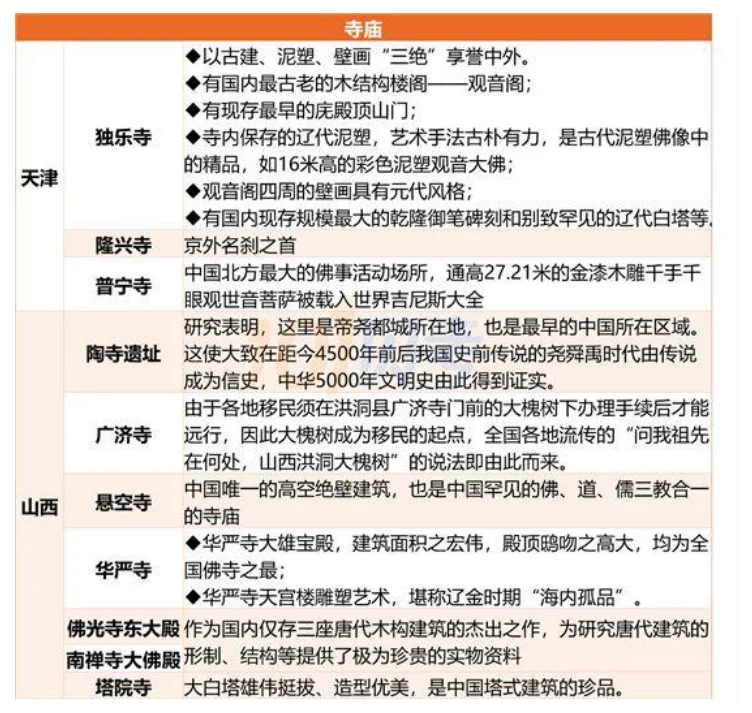 寺庙
天津
独乐寺
◆以古建、泥塑、壁画“三绝”享誉中外。
◆有国内最古老的木结构楼阁——观音阁；
◆有现存最早的庑殿顶山门；
◆寺内保存的辽代泥塑，艺术手法古朴有力，是古代泥塑佛像中
的精品，如16米高的彩色泥塑观音大佛；
◆观音阁四周的壁画具有元代风格；
◆有国内现存规模最大的乾隆御笔碑刻和别致罕见的辽代白塔等。
隆兴寺
京外名刹之首
普宁寺
中国北方最大的佛事活动场所，通高27.21米的金漆木雕千手千
眼观世音菩萨被载入世界吉尼斯大全
山西
陶寺遗址
研究表明，这里是帝尧都城所在地，也是最早的中国所在区域。
这使大致在距今4500年前后我国史前传说的尧舜禹时代由传说
成为信史，中华5000年文明史由此得到证实。
广济寺
由于各地移民须在洪洞县广济寺门前的大槐树下办理手续后才能
远行，因此大槐树成为移民的起点，全国各地流传的“问我祖先
在何处，山西洪洞大槐树”的说法即由此而来。
悬空寺
中国唯一的高空绝壁建筑，也是中国罕见的佛、道、儒三教合一
的寺庙
华严寺
◆华严寺大雄宝殿，建筑面积之宏伟，殿顶鸱吻之高大，均为全
国佛寺之最；
◆华严寺天宫楼雕塑艺术，堪称辽金时期“海内孤品”。
佛光寺东大殿
南禅寺大佛殿
作为国内仅存三座唐代木构建筑的杰出之作，为研究唐代建筑的
形制、结构等提供了极为珍贵的实物资料
塔院寺
大白塔雄伟挺拔、造型优美，是中国塔式建筑的珍品。